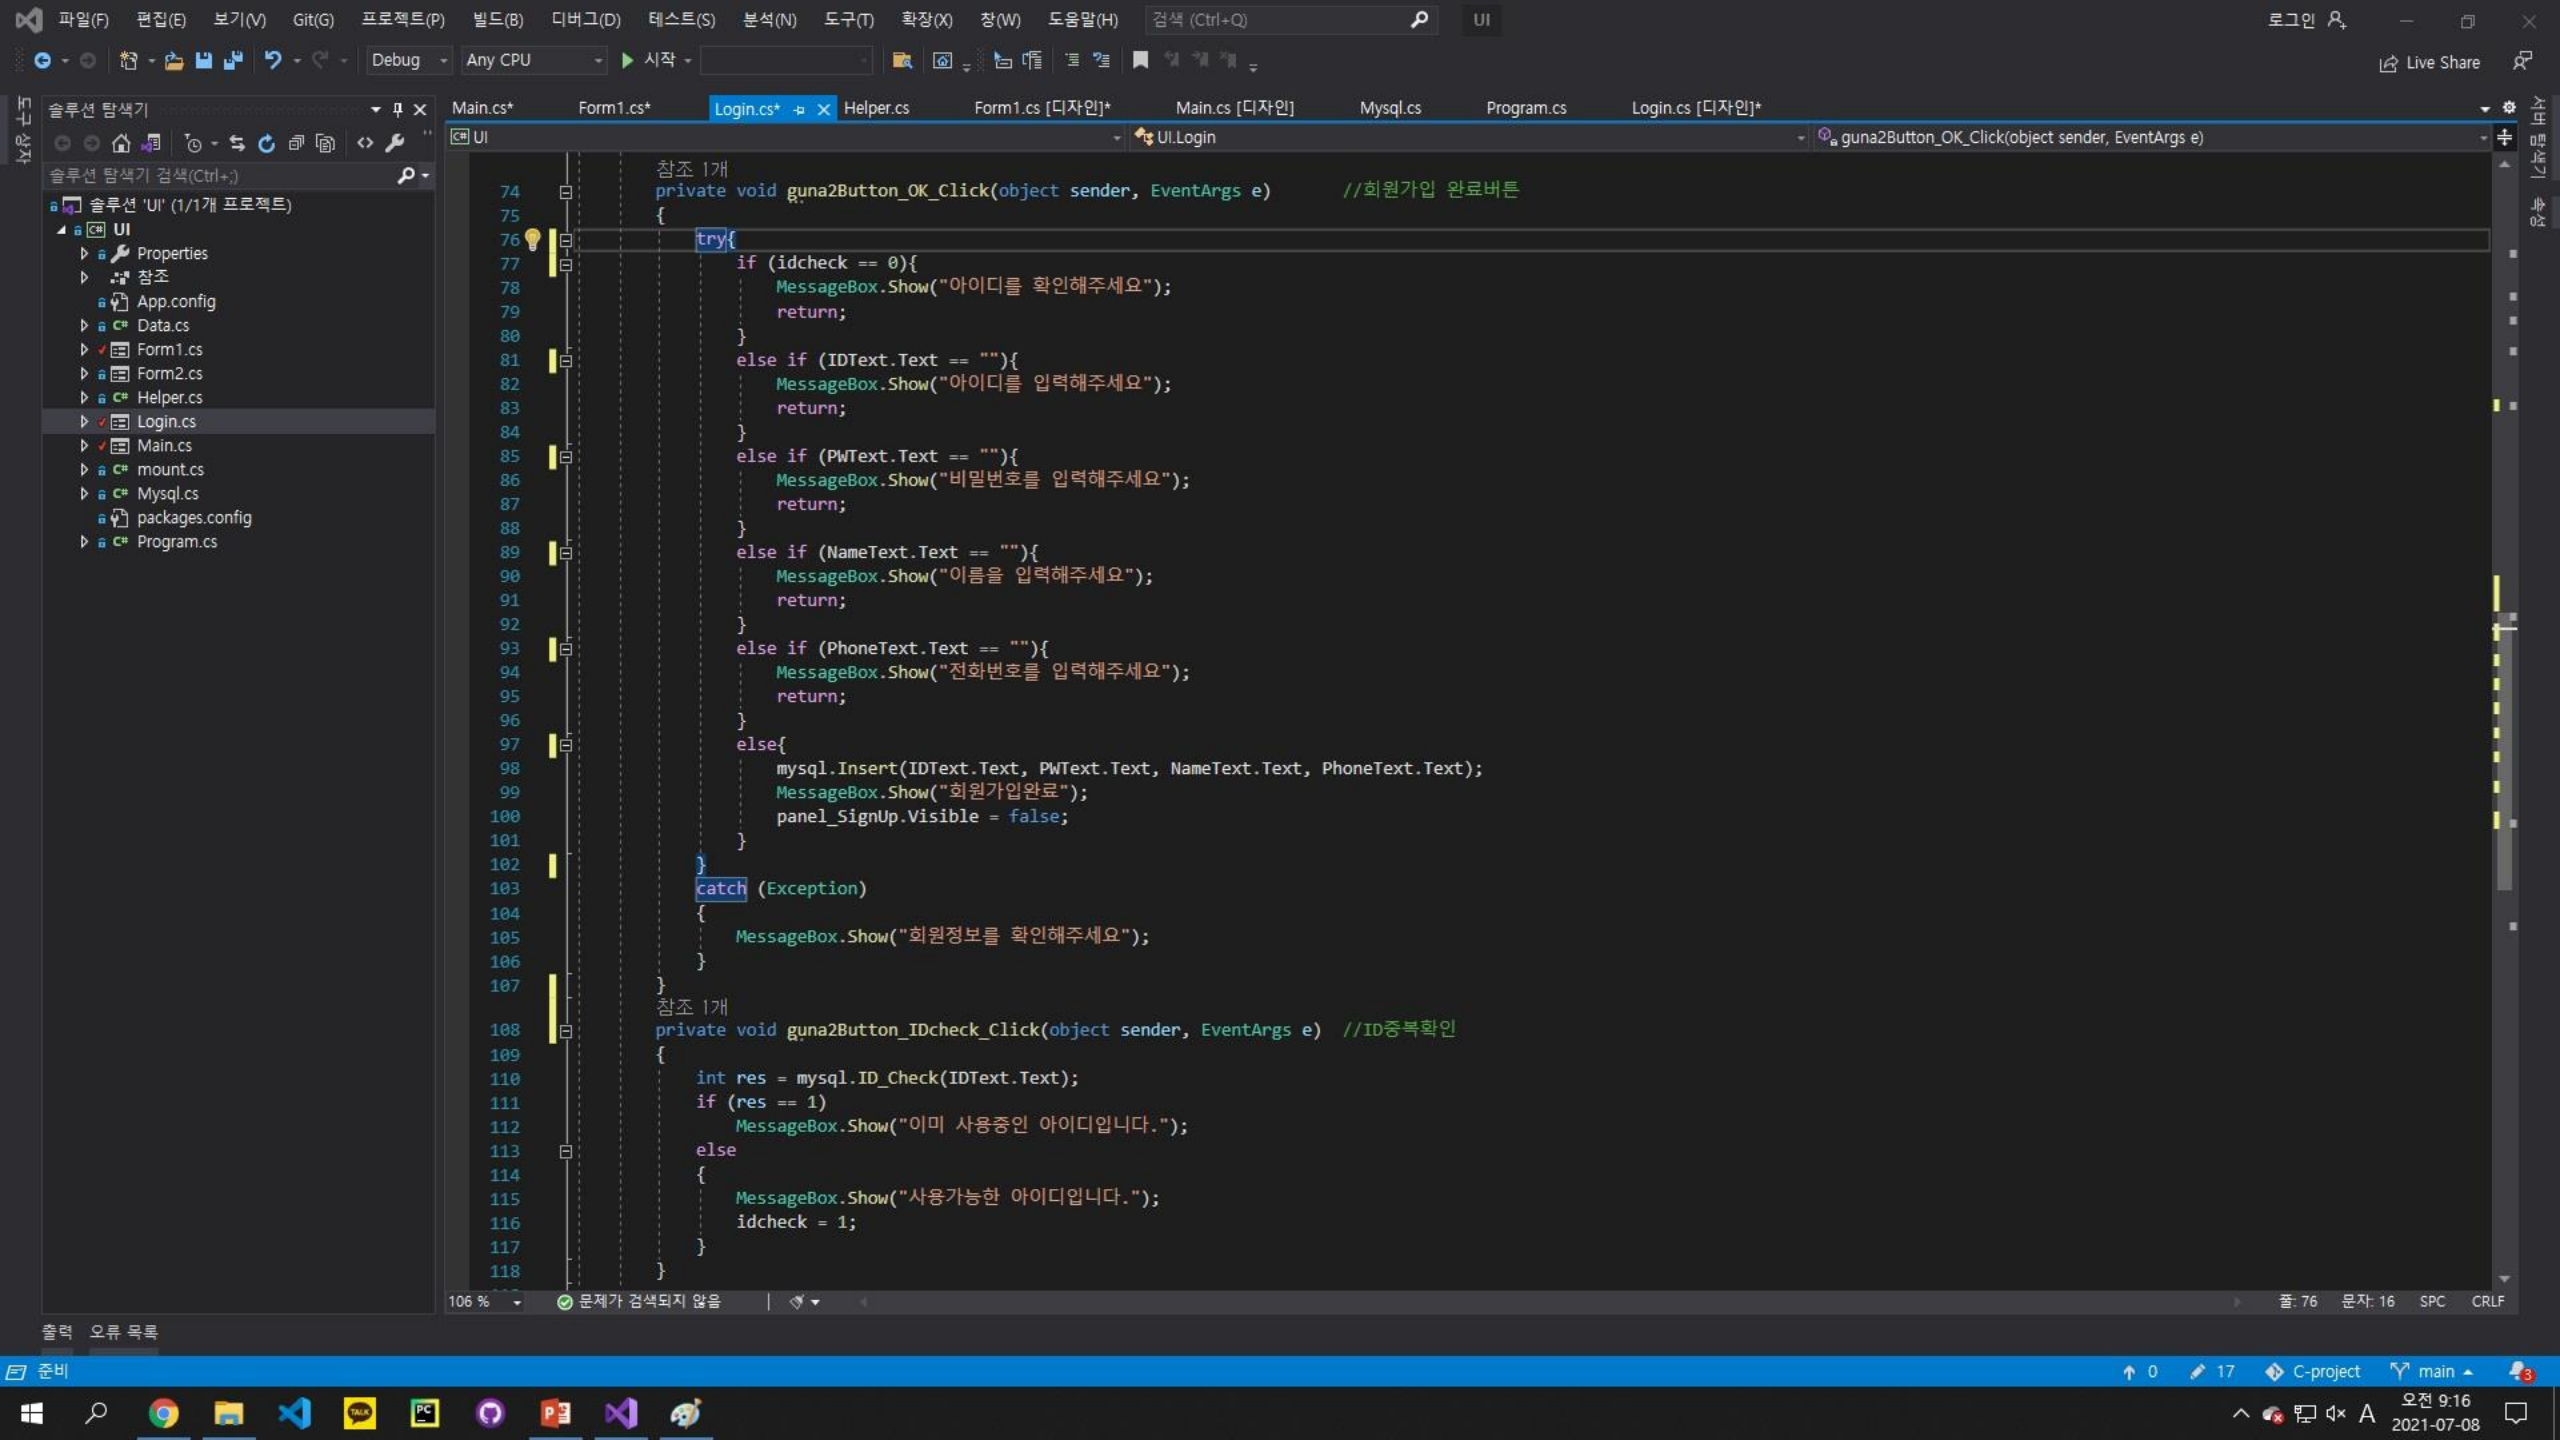 파일(F) 편집(E) 보기(V) Git(G) 프로젝트(P) 빌드(B) 디버그(D) 테스트(S) 분석(N) 도구(T) 확장(X) 창(W) 도움말(H) 검색 (Ctrl+Q) UI 로그인
Debug Any CPU 시작 Live Share
도구 상자
솔루션 탐색기
솔루션 탐색기 검색(Ctrl+;)
솔루션 'UI' (1/1개 프로젝트)
UI
Properties
참조
App.config
Data.cs
Form1.cs
Form2.cs
Helper.cs
Login.cs
Main.cs
mount.cs
Mysql.cs
packages.config
Program.cs
Main.cs* Form1.cs* Login.cs* Helper.cs Form1.cs [디자인]* Main.cs [디자인] Mysql.cs Program.cs Login.cs [디자인]*
UI UI.Login guna2Button_OK_Click(object sender, EventArgs e)
참조 1개
74 private void guna2Button_OK_Click(object sender, EventArgs e) //회원가입 완료버튼
75 {
76 try{
77 if (idcheck == 0){
78 MessageBox.Show("아이디를 확인해주세요");
79 return;
80 }
81 else if (IDText.Text == ""){
82 MessageBox.Show("아이디를 입력해주세요");
83 return;
84 }
85 else if (PWText.Text == ""){
86 MessageBox.Show("비밀번호를 입력해주세요");
87 return;
88 }
89 else if (NameText.Text == ""){
90 MessageBox.Show("이름을 입력해주세요");
91 return;
92 }
93 else if (PhoneText.Text == ""){
94 MessageBox.Show("전화번호를 입력해주세요");
95 return;
96 }
97 else{
98 mysql.Insert(IDText.Text, PWText.Text, NameText.Text, PhoneText.Text);
99 MessageBox.Show("회원가입완료");
100 panel_SignUp.Visible = false;
101 }
102 }
103 catch (Exception)
104 {
105 MessageBox.Show("회원정보를 확인해주세요");
106 }
107 }
참조 1개
108 private void guna2Button_IDcheck_Click(object sender, EventArgs e) //ID중복확인
109 {
110 int res = mysql.ID_Check(IDText.Text);
111 if (res == 1)
112 MessageBox.Show("이미 사용중인 아이디입니다.");
113 else
114 {
115 MessageBox.Show("사용가능한 아이디입니다.");
116 idcheck = 1;
117 }
118 }
106 % 문제가 검색되지 않음 줄: 76 문자: 16 SPC CRLF
서버 탐색기
속성
출력 오류 목록
준비 0 17 C-project main 3
TALK PC A 오전 9:16
2021-07-08